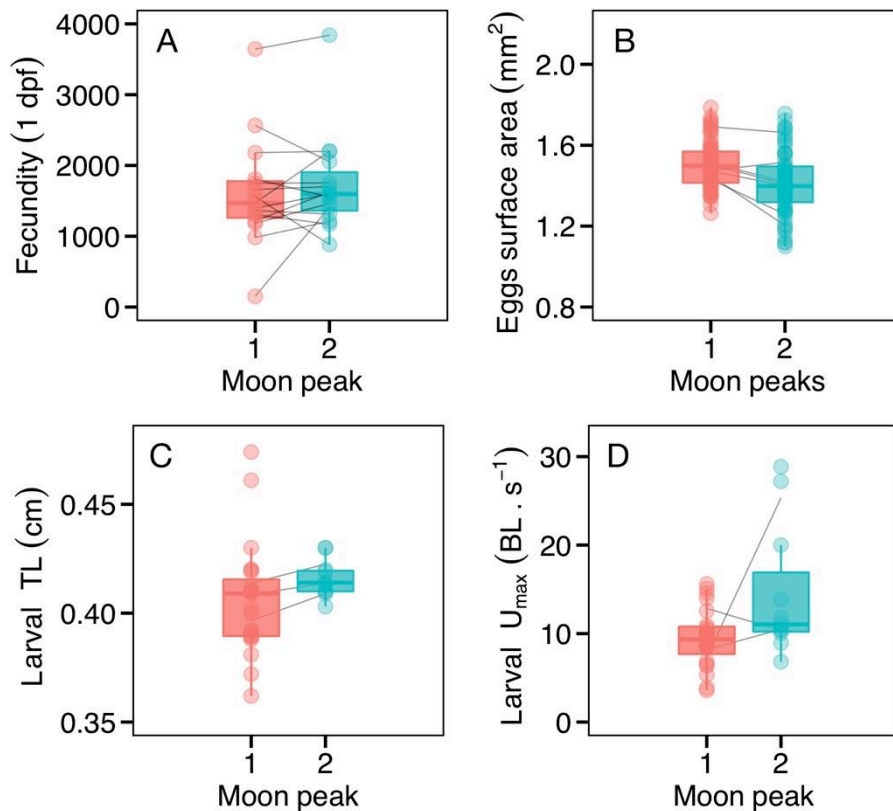 A
Fecundity (1 dpf)
4000
3000
2000
1000
0
1 2
Moon peak
B
Eggs surface area (mm²)
2.0
1.6
1.2
0.8
1 2
Moon peaks
C
Larval TL (cm)
0.45
0.40
0.35
1 2
Moon peak
D
Larval Umax (BL . s⁻¹)
30
20
10
0
1 2
Moon peak